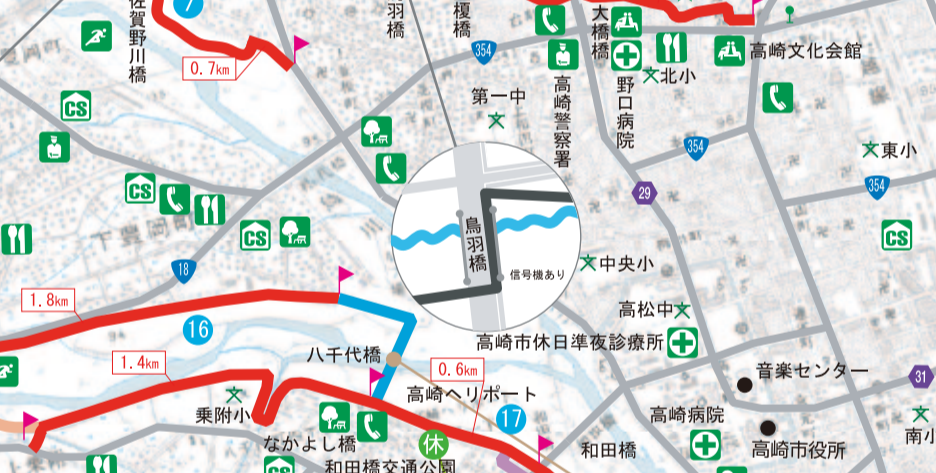 7
佐賀野川橋
羽橋
榎橋
大橋橋
354
0.7km
高崎文化会館
北小
第一中
高崎警察署
野口病院
CS
354
東小
354
29
CS
CS
CS
下豊岡町
鳥羽橋
信号機あり
18
中央小
1.8km
16
高松中
高崎市休日準夜診療所
八千代橋
1.4km
0.6km
高崎ヘリポート
音楽センター
31
乗附小
17
高崎病院
南小
なかよし橋
休
和田橋
高崎市役所
和田橋交通公園
CS